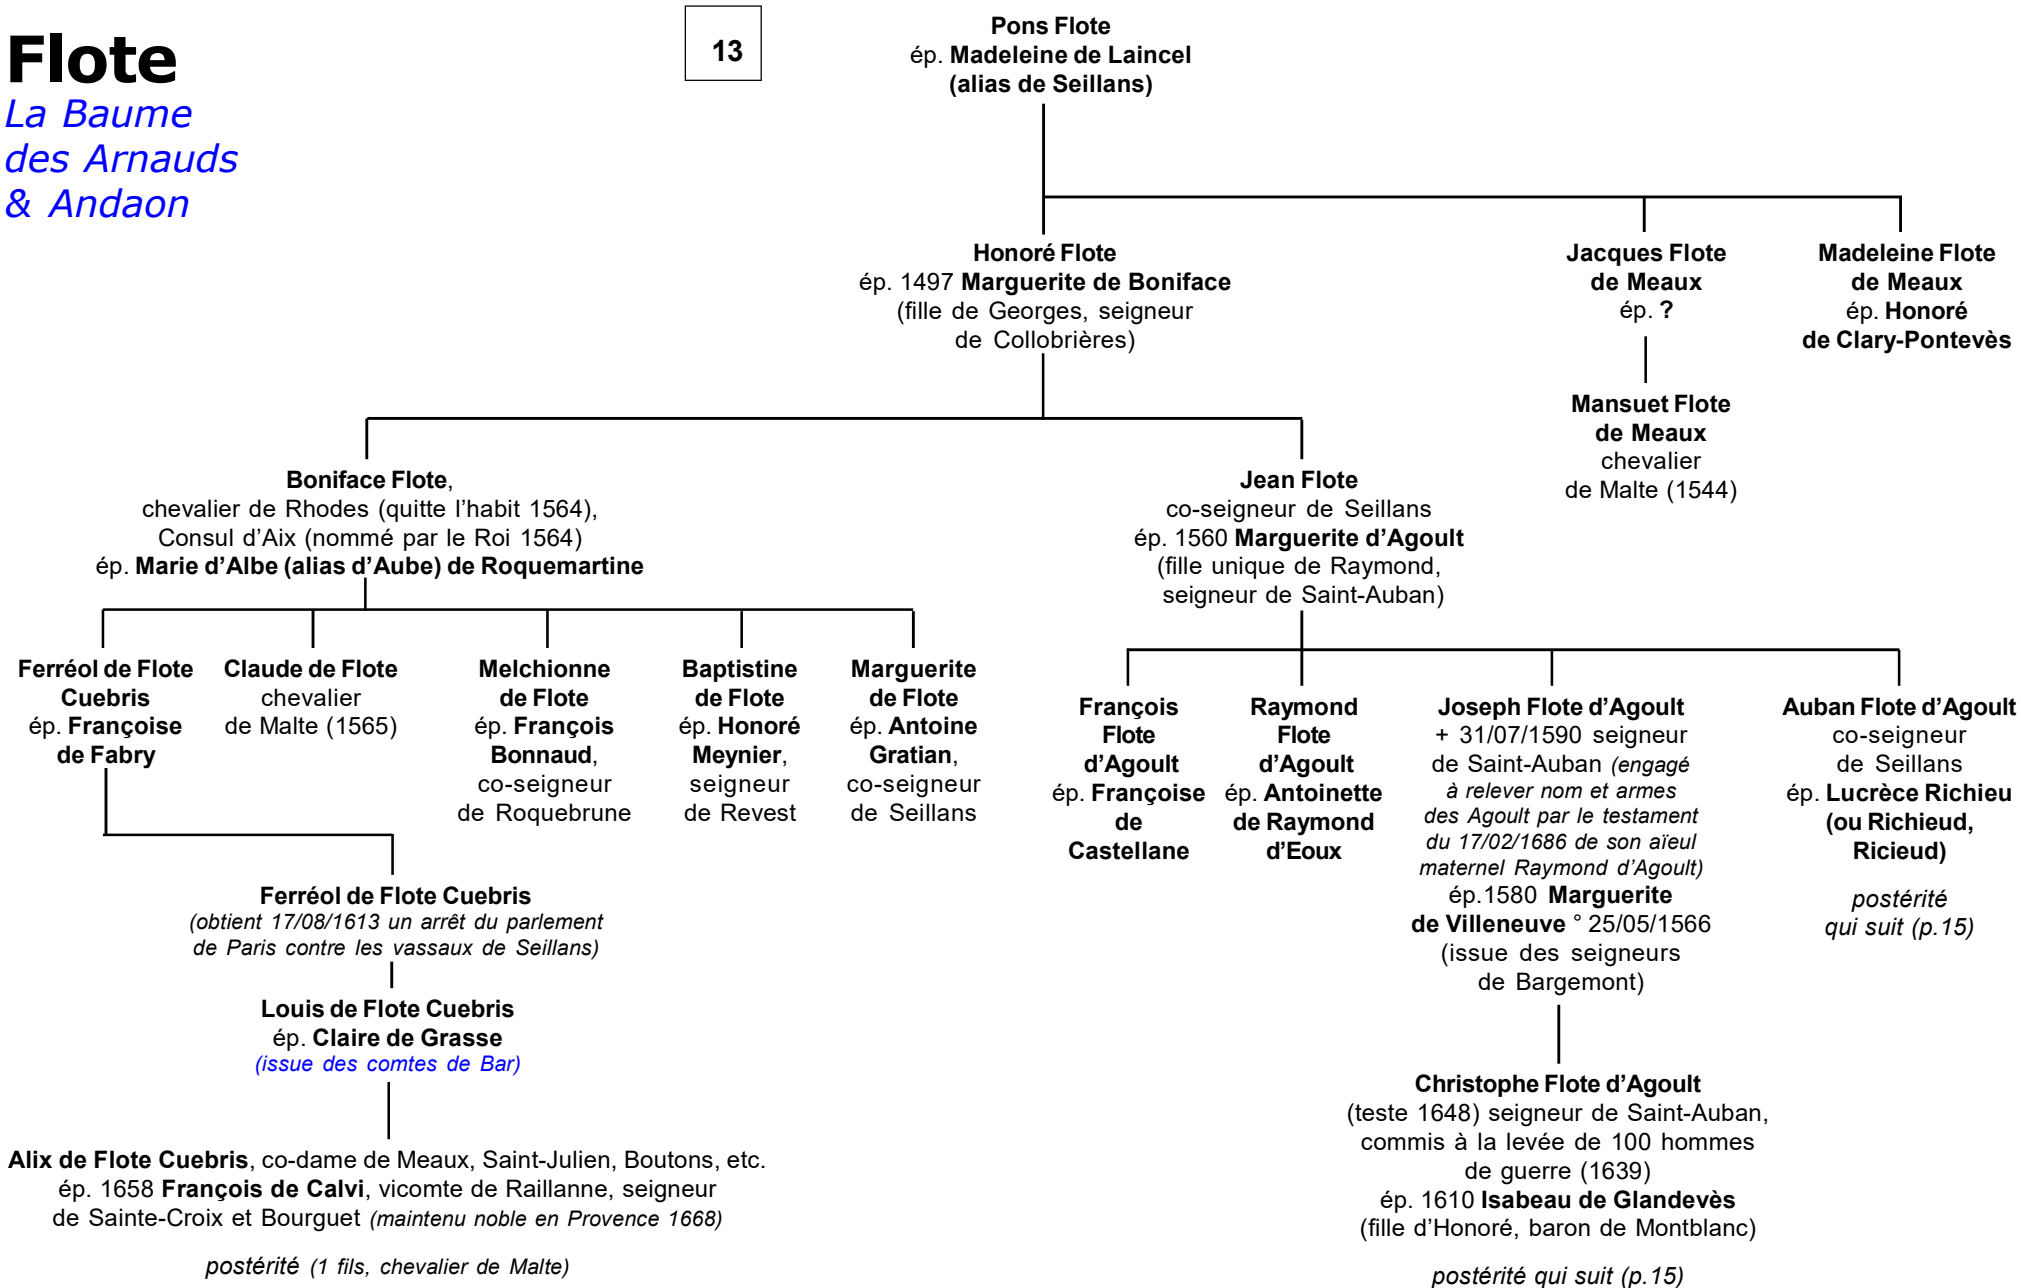 Flote
La Baume
des Arnauds
& Andaon
13
Pons Flote
ép. Madeleine de Laincel
(alias de Seillans)
Honoré Flote
ép. 1497 Marguerite de Boniface
(fille de Georges, seigneur
de Collobrières)
Jacques Flote
de Meaux
ép. ?
Madeleine Flote
de Meaux
ép. Honoré
de Clary-Pontevès
Mansuet Flote
de Meaux
chevalier
de Malte (1544)
Boniface Flote,
chevalier de Rhodes (quitte l'habit 1564),
Consul d'Aix (nommé par le Roi 1564)
ép. Marie d'Albe (alias d'Aube) de Roquemartine
Jean Flote
co-seigneur de Seillans
ép. 1560 Marguerite d'Agoult
(fille unique de Raymond,
seigneur de Saint-Auban)
Ferréol de Flote
Cuebris
ép. Françoise
de Fabry
Claude de Flote
chevalier
de Malte (1565)
Melchionne
de Flote
ép. François
Bonnaud,
co-seigneur
de Roquebrune
Baptistine
de Flote
ép. Honoré
Meynier,
seigneur
de Revest
Marguerite
de Flote
ép. Antoine
Gratian,
co-seigneur
de Seillans
François
Flote
d'Agoult
ép. Françoise
de
Castellane
Raymond
Flote
d'Agoult
ép. Antoinette
de Raymond
d'Eoux
Joseph Flote d'Agoult
+ 31/07/1590 seigneur
de Saint-Auban (engagé
à relever nom et armes
des Agoult par le testament
du 17/02/1686 de son aïeul
maternel Raymond d'Agoult)
ép.1580 Marguerite
de Villeneuve ° 25/05/1566
(issue des seigneurs
de Bargemont)
Auban Flote d'Agoult
co-seigneur
de Seillans
ép. Lucrèce Richieu
(ou Richieud,
Ricieud)
postérité
qui suit (p.15)
Ferréol de Flote Cuebris
(obtient 17/08/1613 un arrêt du parlement
de Paris contre les vassaux de Seillans)
Louis de Flote Cuebris
ép. Claire de Grasse
(issue des comtes de Bar)
Alix de Flote Cuebris, co-dame de Meaux, Saint-Julien, Boutons, etc.
ép. 1658 François de Calvi, vicomte de Raillanne, seigneur
de Sainte-Croix et Bourguet (maintenu noble en Provence 1668)
postérité (1 fils, chevalier de Malte)
Christophe Flote d'Agoult
(teste 1648) seigneur de Saint-Auban,
commis à la levée de 100 hommes
de guerre (1639)
ép. 1610 Isabeau de Glandevès
(fille d'Honoré, baron de Montblanc)
postérité qui suit (p.15)